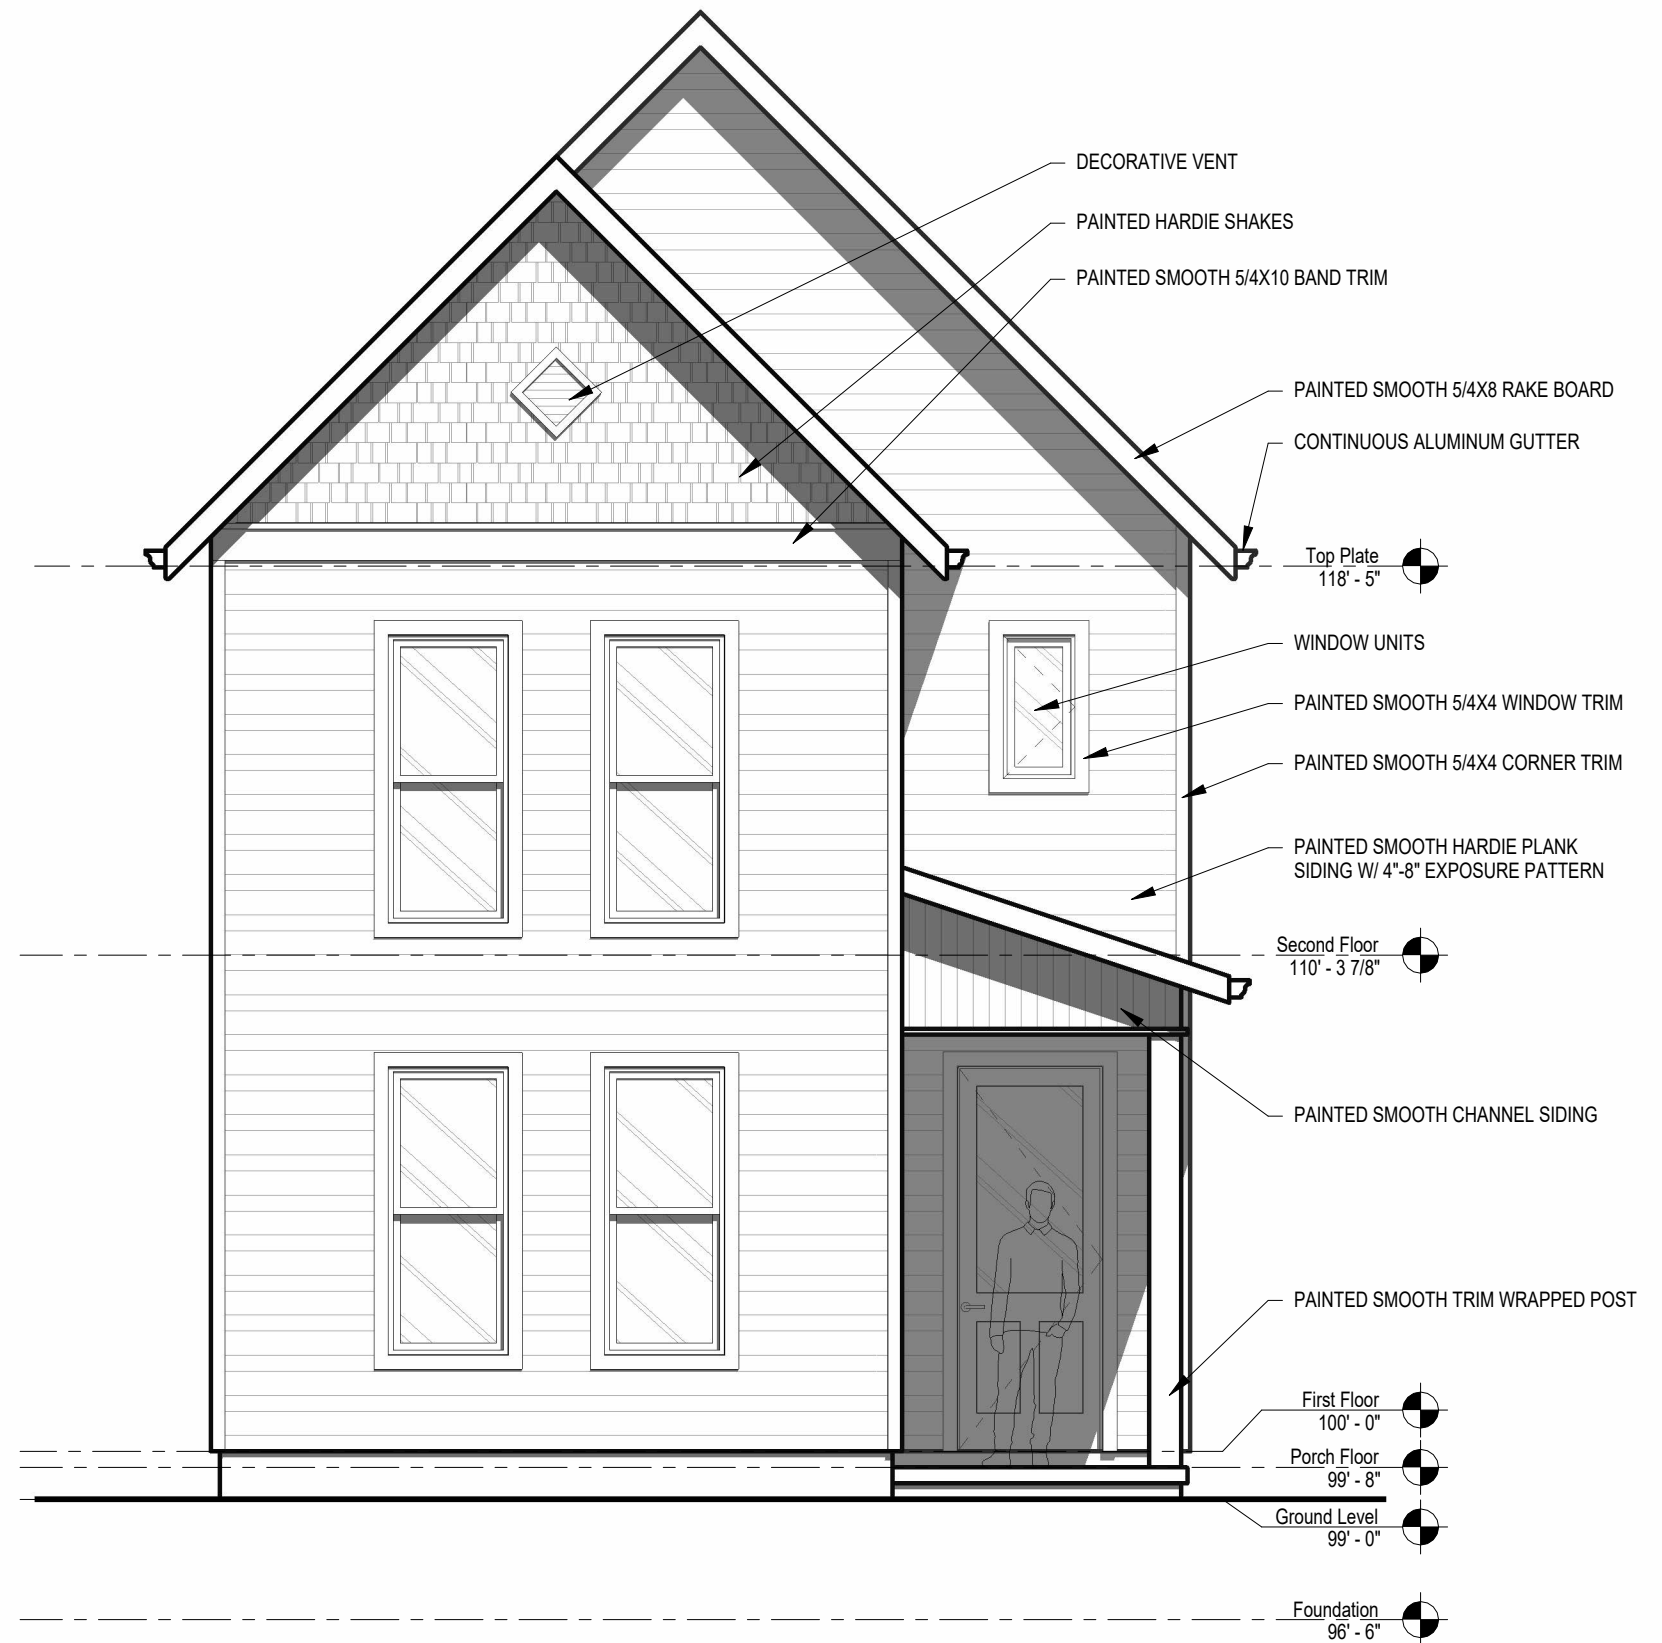 DECORATIVE VENT
PAINTED HARDIE SHAKES
PAINTED SMOOTH 5/4X10 BAND TRIM
PAINTED SMOOTH 5/4X8 RAKE BOARD
CONTINUOUS ALUMINUM GUTTER
Top Plate
118' - 5"
WINDOW UNITS
PAINTED SMOOTH 5/4X4 WINDOW TRIM
PAINTED SMOOTH 5/4X4 CORNER TRIM
PAINTED SMOOTH HARDIE PLANK
SIDING W/ 4"-8" EXPOSURE PATTERN
Second Floor
110' - 3 7/8"
PAINTED SMOOTH CHANNEL SIDING
PAINTED SMOOTH TRIM WRAPPED POST
First Floor
100' - 0"
Porch Floor
99' - 8"
Ground Level
99' - 0"
Foundation
96' - 6"